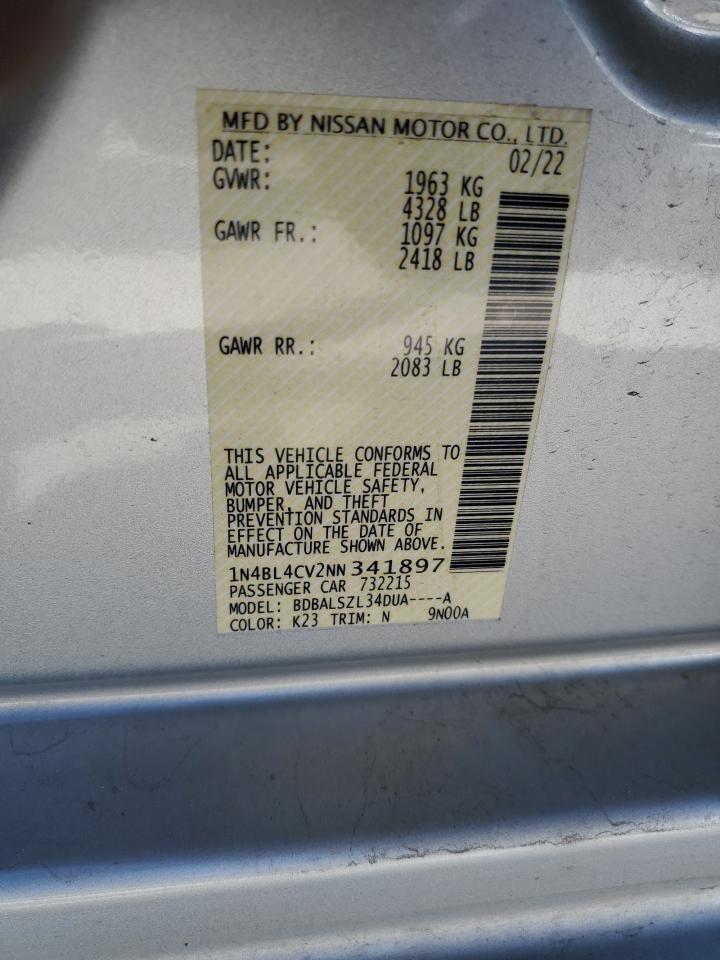 MFD BY NISSAN MOTOR CO., LTD.
DATE: 02/22
GVWR: 1963 KG
4328 LB
GAWR FR.: 1097 KG
2418 LB
GAWR RR.: 945 KG
2083 LB
THIS VEHICLE CONFORMS TO
ALL APPLICABLE FEDERAL
MOTOR VEHICLE SAFETY,
BUMPER, AND THEFT
PREVENTION STANDARDS IN
EFFECT ON THE DATE OF
MANUFACTURE SHOWN ABOVE.
1N4BL4CV2NN341897
PASSENGER CAR 732215
MODEL: BDBALSZL34DUA----A
COLOR: K23 TRIM: N 9N00A